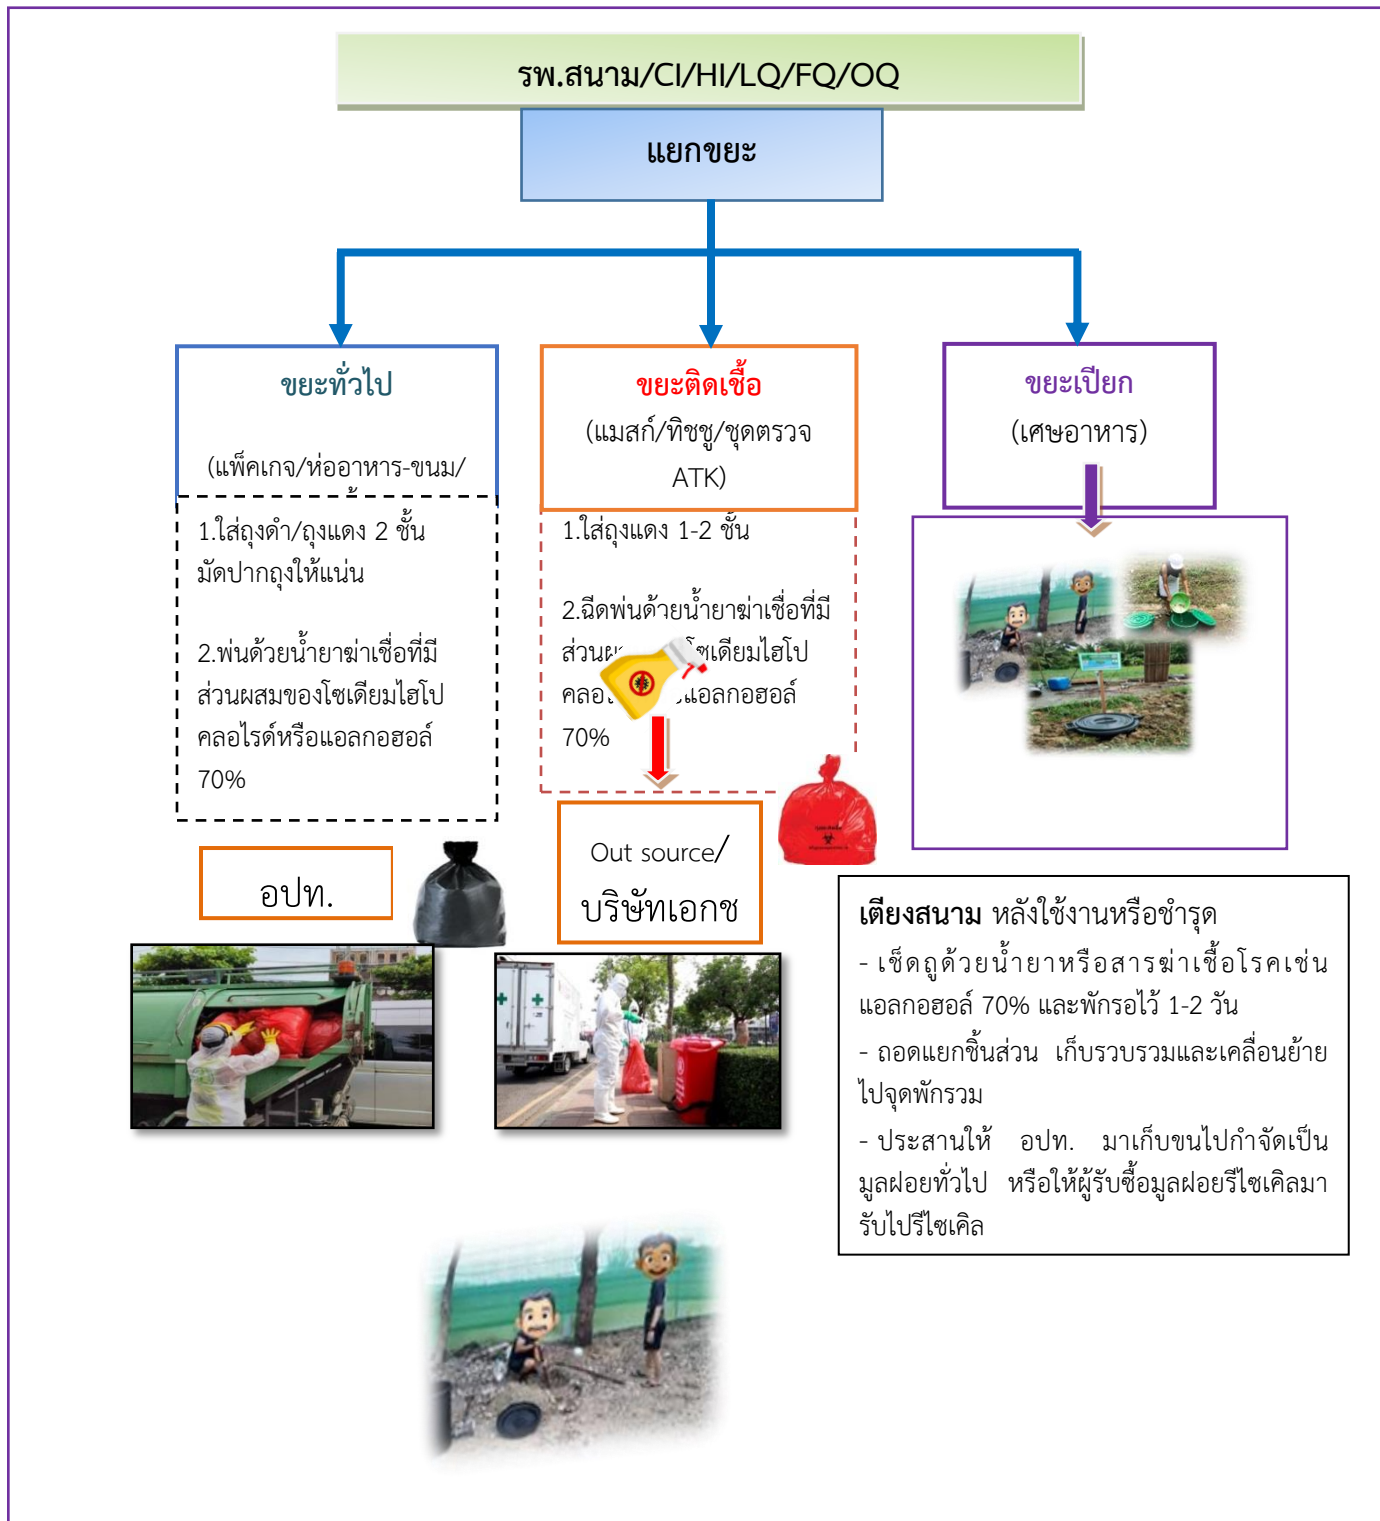 รพ.สนาม/CI/HI/LQ/FQ/OQ
แยกขยะ
ขยะทั่วไป
(แพ็คเกจ/ห่ออาหาร-ขนม/
1.ใส่ถุงดำ/ถุงแดง 2 ชั้น
มัดปากถุงให้แน่น
2.พ่นด้วยน้ำยาฆ่าเชื่อที่มี
ส่วนผสมของโซเดียมไฮโป
คลอไรด์หรือแอลกอฮอล์
70%
อปท.
ขยะติดเชื้อ
(แมสก์/ทิชชู/ชุดตรวจ
ATK)
1.ใส่ถุงแดง 1-2 ชั้น
2.ฉีดพ่นด้วยน้ำยาฆ่าเชื่อที่มี
โซเดียมไฮโป
แอลกอฮอล์
70%
Out source/
บริษัทเอกช
ขยะเปียก
(เศษอาหาร)
เตียงสนาม หลังใช้งานหรือชำรุด
- เช็ดถูด้วยน้ำยาหรือสารฆ่าเชื้อโรคเช่น
แอลกอฮอล์ 70% และพักรอไว้ 1-2 วัน
- ถอดแยกชิ้นส่วน เก็บรวบรวมและเคลื่อนย้าย
ไปจุดพักรวม
- ประสานให้ อปท. มาเก็บขนไปกำจัดเป็น
มูลฝอยทั่วไป หรือให้ผู้รับซื้อมูลฝอยรีไซเคิลมา
รับไปรีไซเคิล